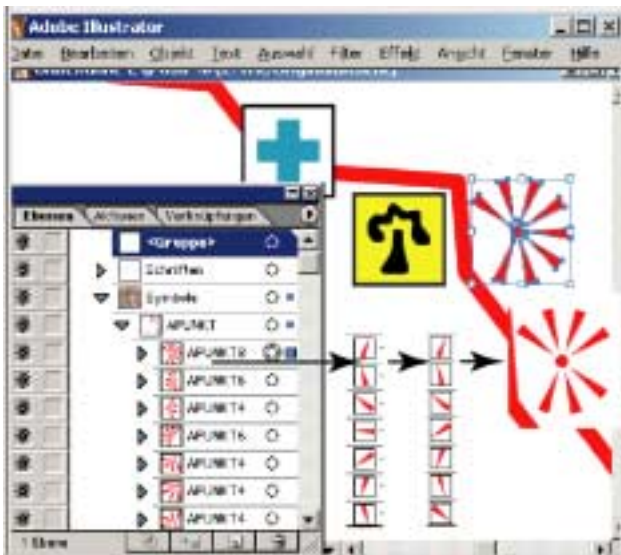 Adobe Illustrator
Datei Bearbeiten Objekt Text Auswahl Filter Effekt Ansicht Fenster Hilfe
Ebenen Aktionen Verknüpfungen
<Gruppe>
Schriften
Symbole
APUNKT
APUNKT8
APUNKT6
APUNKT4
APUNKT6
APUNKT4
APUNKT4
APUNKT4
1 Ebene